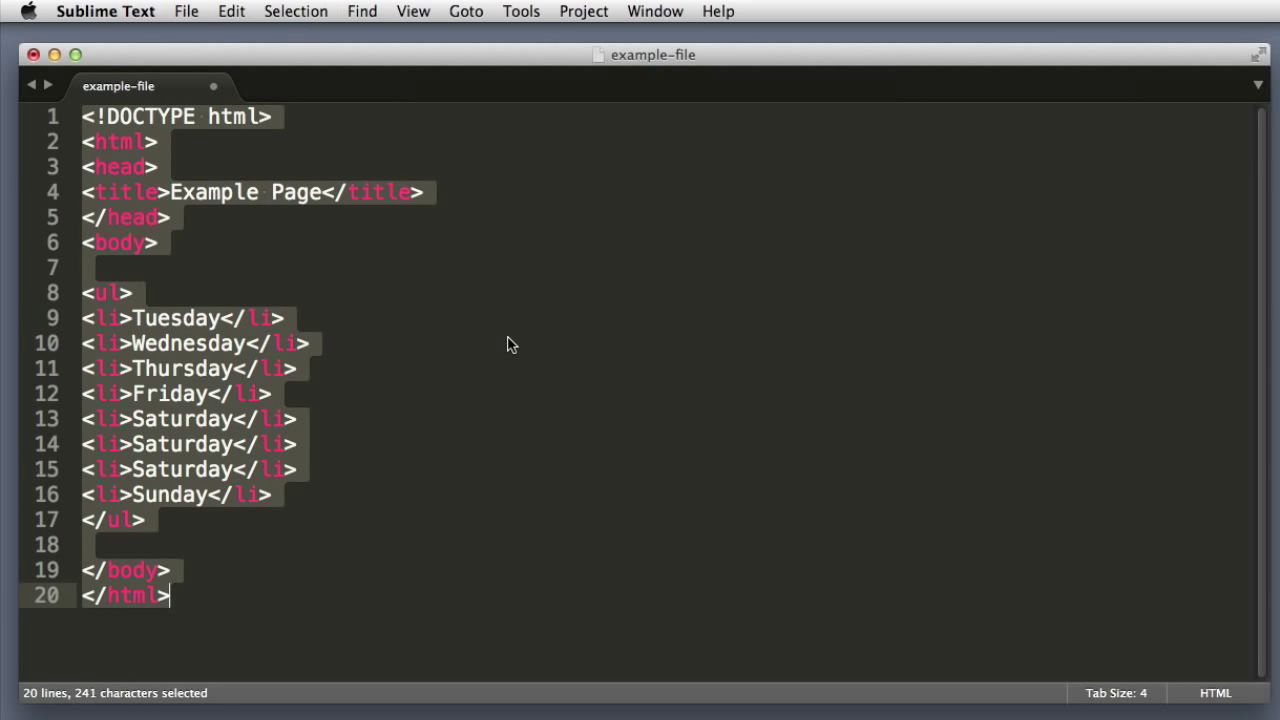 Sublime Text File Edit Selection Find View Goto Tools Project Window Help
example-file
example-file
1 <!DOCTYPE html>
2 <html>
3 <head>
4 <title>Example Page</title>
5 </head>
6 <body>
7
8 <ul>
9 <li>Tuesday</li>
10 <li>Wednesday</li>
11 <li>Thursday</li>
12 <li>Friday</li>
13 <li>Saturday</li>
14 <li>Saturday</li>
15 <li>Saturday</li>
16 <li>Sunday</li>
17 </ul>
18
19 </body>
20 </html>
20 lines, 241 characters selected Tab Size: 4 HTML